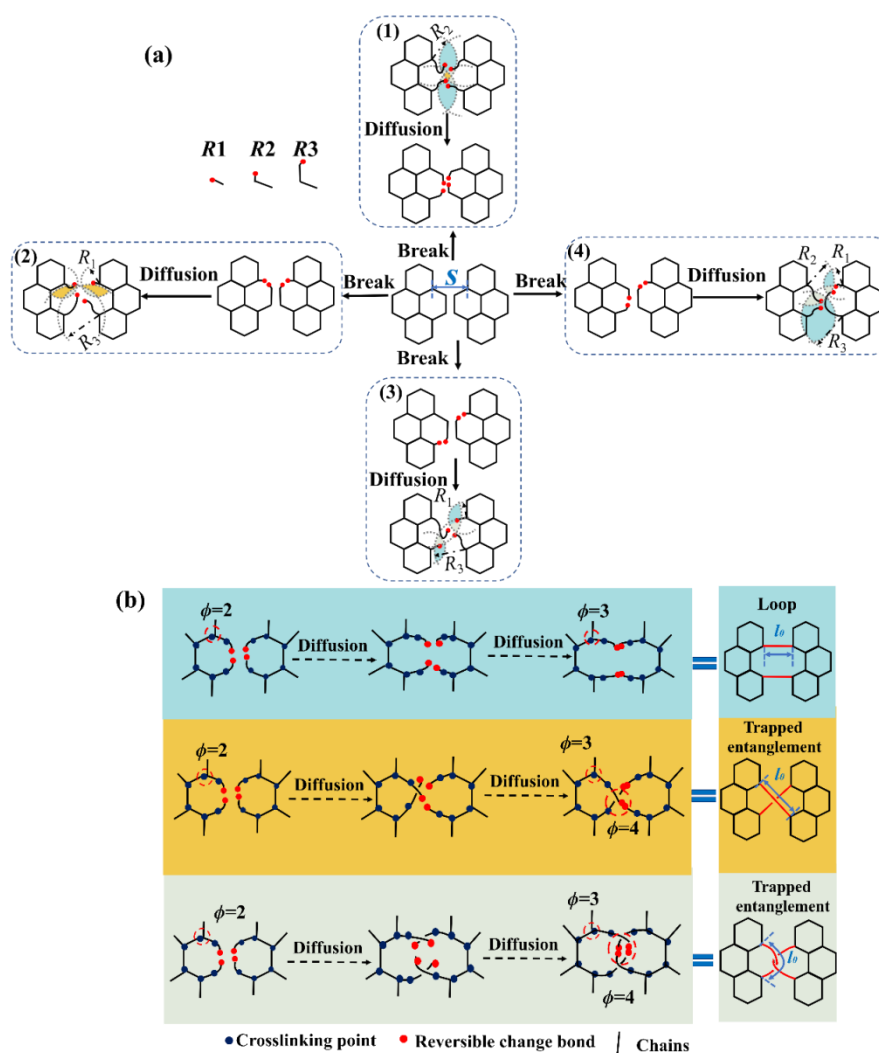 (a)
(1)
R2
Diffusion
R1 R2 R3
Break
(2)
R1
Diffusion
R3
Break
S
Break
(4)
Diffusion
R2
R1
R3
Break
(3)
Diffusion
R1
R3
(b)
ϕ=2
Diffusion
Diffusion
ϕ=3
Loop
l0
ϕ=2
Diffusion
Diffusion
ϕ=3
ϕ=4
Trapped
entanglement
l0
ϕ=2
Diffusion
Diffusion
ϕ=3
ϕ=4
Trapped
entanglement
l0
Crosslinking point Reversible change bond Chains